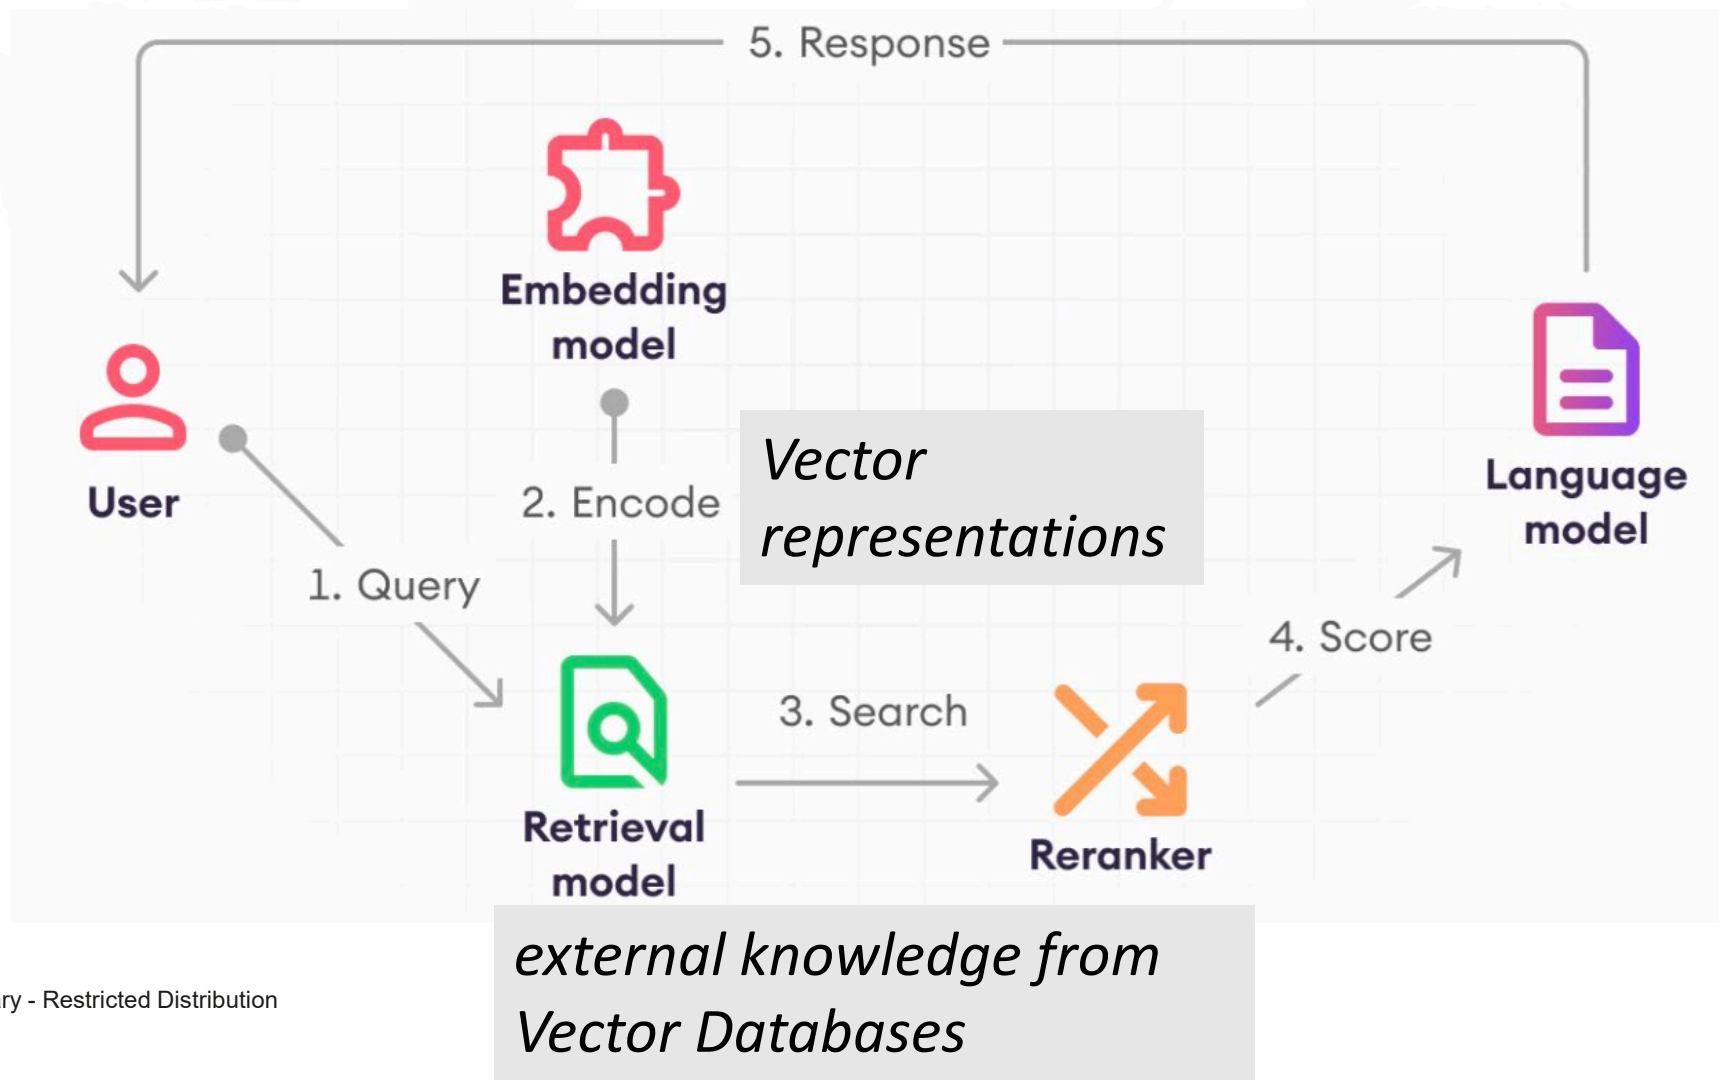 5. Response
Embedding
model
User
2. Encode
Vector
representations
Language
model
1. Query
4. Score
3. Search
Retrieval
model
Reranker
external knowledge from
Vector Databases
- Restricted Distribution